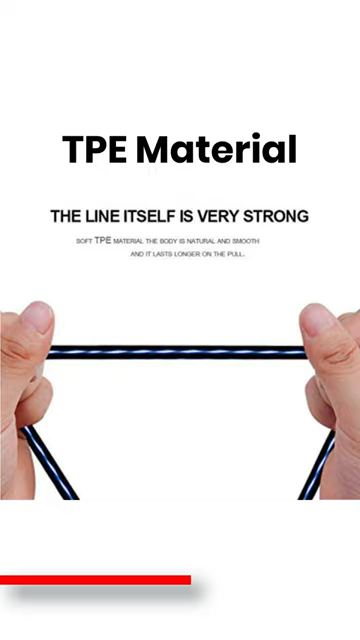 TPE Material
THE LINE ITSELF IS VERY STRONG
SOFT TPE MATERIAL THE BODY IS NATURAL AND SMOOTH
AND IT LASTS LONGER ON THE PULL.